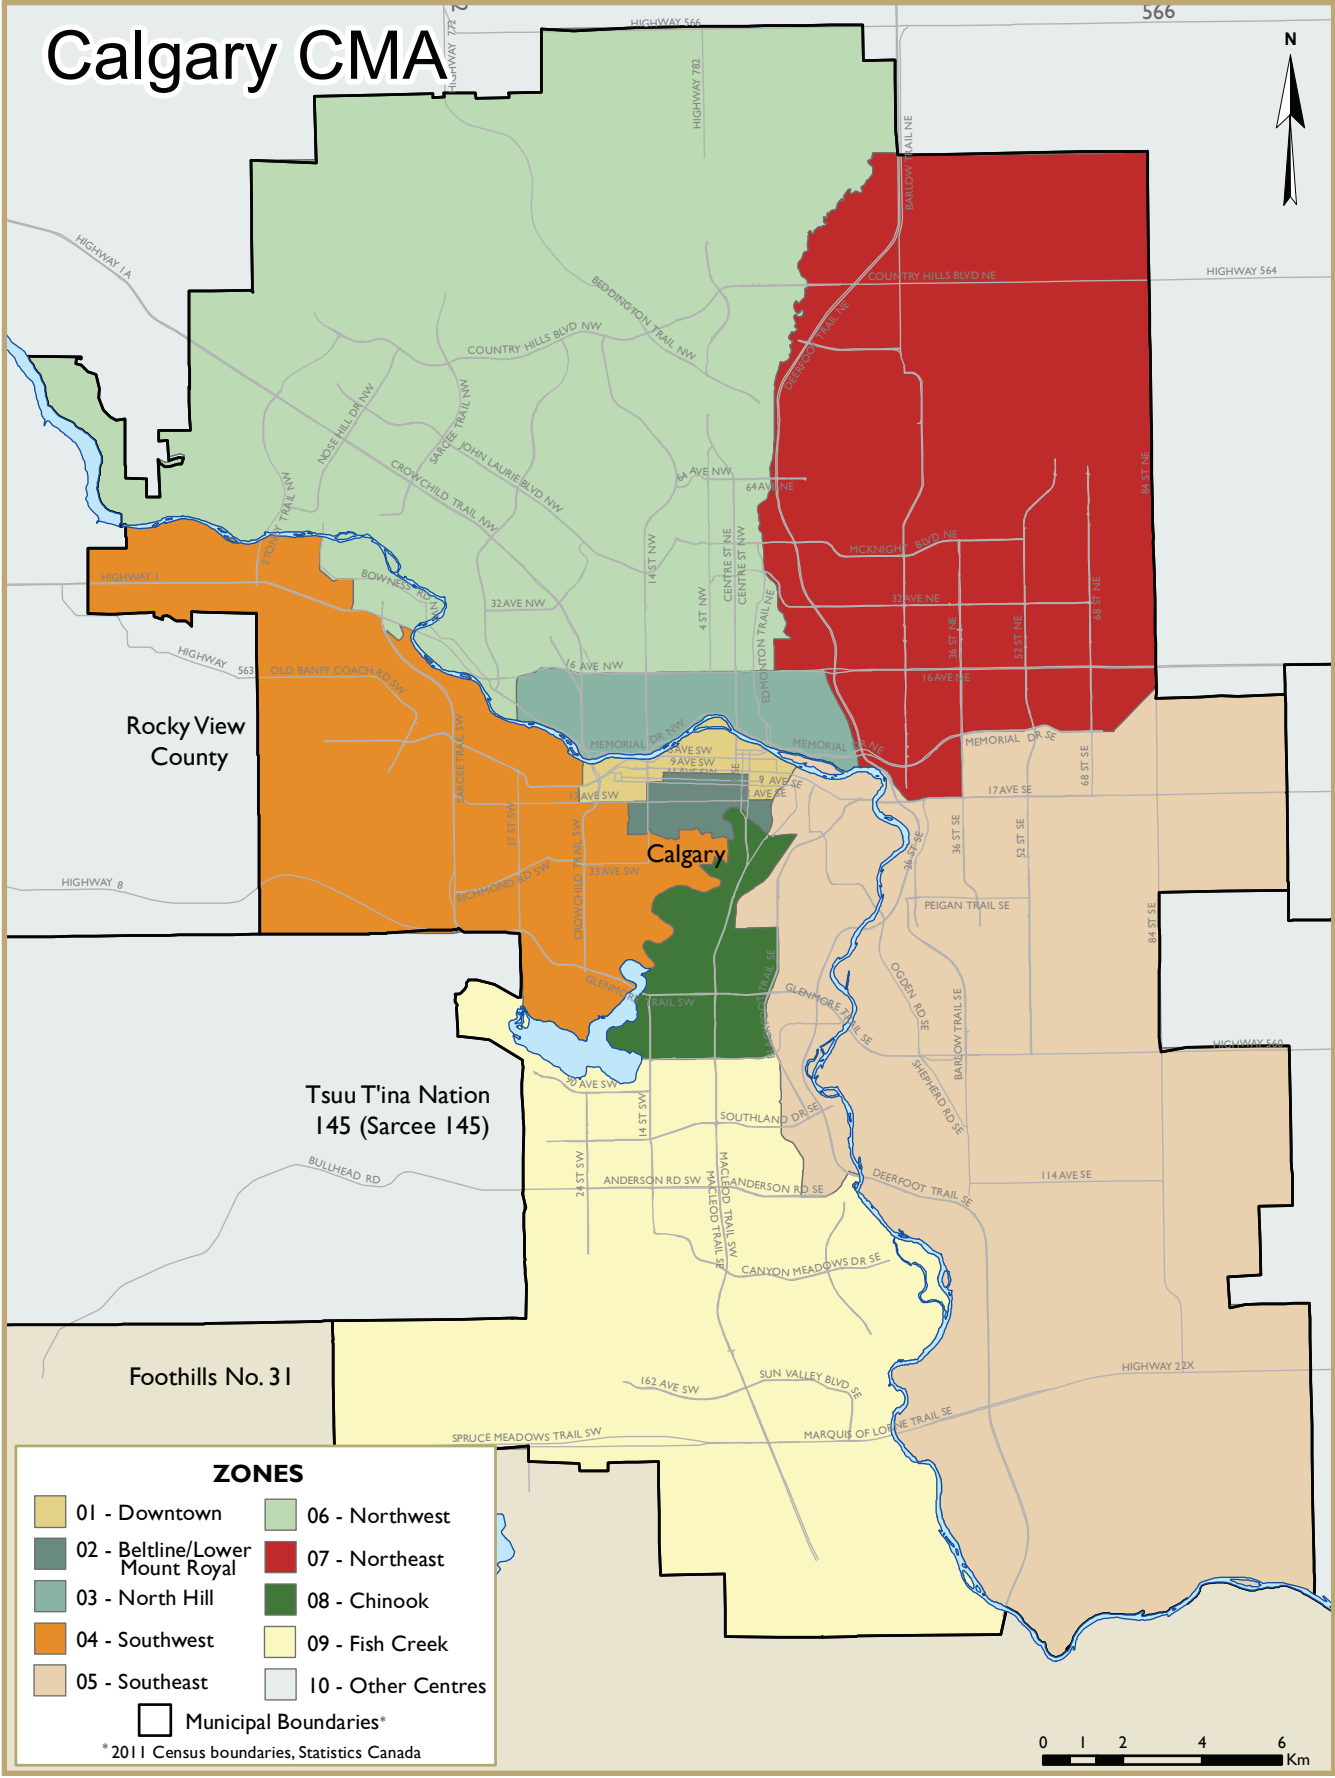 566
2
HIGHWAY 566
Calgary CMA
HIGHWAY 772
HIGHWAY 782
N
BARLOW TRAIL NE
HIGHWAY 1A
COUNTRY HILLS BLVD NE
HIGHWAY 564
BEDDINGTON TRAIL NW
COUNTRY HILLS BLVD NW
DEERFOOT TRAIL NE
NOSE HILL DR NW
SARCEE TRAIL NW
JOHN LAURIE BLVD NW
CROWCHILD TRAIL NW
64 AVE NW
64 AVE NE
84 ST NE
STONEY TRAIL NW
14 ST NW
CENTRE ST NE
CENTRE ST NW
MCKNIGHT BLVD NE
HIGHWAY 1
BOWNESS RD NW
32 AVE NW
4 ST NW
EDMONTON TRAIL NE
32 AVE NE
36 ST NE
52 ST NE
68 ST NE
HIGHWAY 563
OLD BANFF COACH RD SW
16 AVE NW
16 AVE NE
Rocky View
County
SARCEE TRAIL SW
MEMORIAL DR NW
MEMORIAL DR NE
MEMORIAL DR SE
9 AVE SW
9 AVE SE
SE
17 AVE SW
17 AVE SE
68 ST SE
37 ST SW
CROWCHILD TRAIL SW
Calgary
33 AVE SW
RICHMOND RD SW
26 ST SE
36 ST SE
52 ST SE
HIGHWAY 8
PEIGAN TRAIL SE
84 ST SE
GLENMORE TRAIL SW
BLACKFOOT TRAIL SE
GLENMORE TRAIL SE
OGDEN RD SE
BARLOW TRAIL SE
HIGHWAY 560
SHEPHERD RD SE
90 AVE SW
Tsuu T'ina Nation
145 (Sarcee 145)
14 ST SW
SOUTHLAND DR SE
BULLHEAD RD
24 ST SW
ANDERSON RD SW
ANDERSON RD SE
MACLEOD TRAIL SW
MACLEOD TRAIL SE
DEERFOOT TRAIL SE
114 AVE SE
CANYON MEADOWS DR SE
Foothills No. 31
162 AVE SW
SUN VALLEY BLVD SE
HIGHWAY 22X
SPRUCE MEADOWS TRAIL SW
MARQUIS OF LORNE TRAIL SE
ZONES
01 - Downtown
02 - Beltline/Lower
Mount Royal
03 - North Hill
04 - Southwest
05 - Southeast
06 - Northwest
07 - Northeast
08 - Chinook
09 - Fish Creek
10 - Other Centres
Municipal Boundaries*
* 2011 Census boundaries, Statistics Canada
0 1 2 4 6
Km